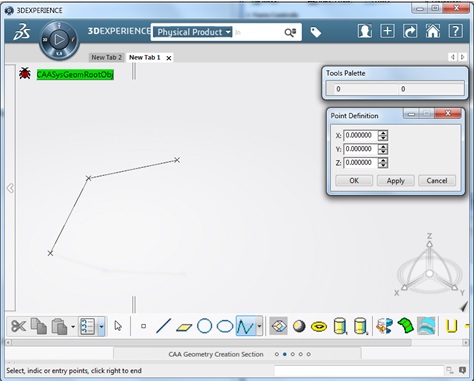 3DEXPERIENCE
3DEXPERIENCE Physical Product in
New Tab 2 New Tab 1
CAASysGeomRootObj
Tools Palette
0 0
Point Definition
X: 0.000000
Y: 0.000000
Z: 0.000000
OK Apply Cancel
Z
X Y
CAA Geometry Creation Section
Select, indic or entry points, click right to end